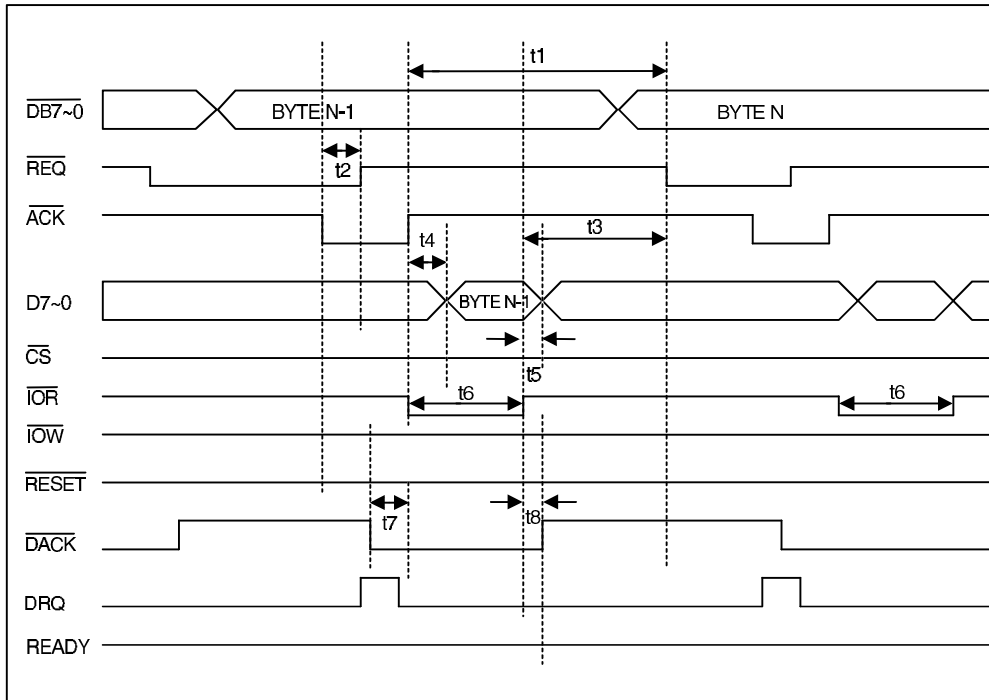 t1
DB7~0
BYTE N-1
BYTE N
REQ
t2
ACK
t3
t4
D7~0
BYTE N-1
CS
t5
IOR
t6
t6
IOW
RESET
t7
t8
DACK
DRQ
READY